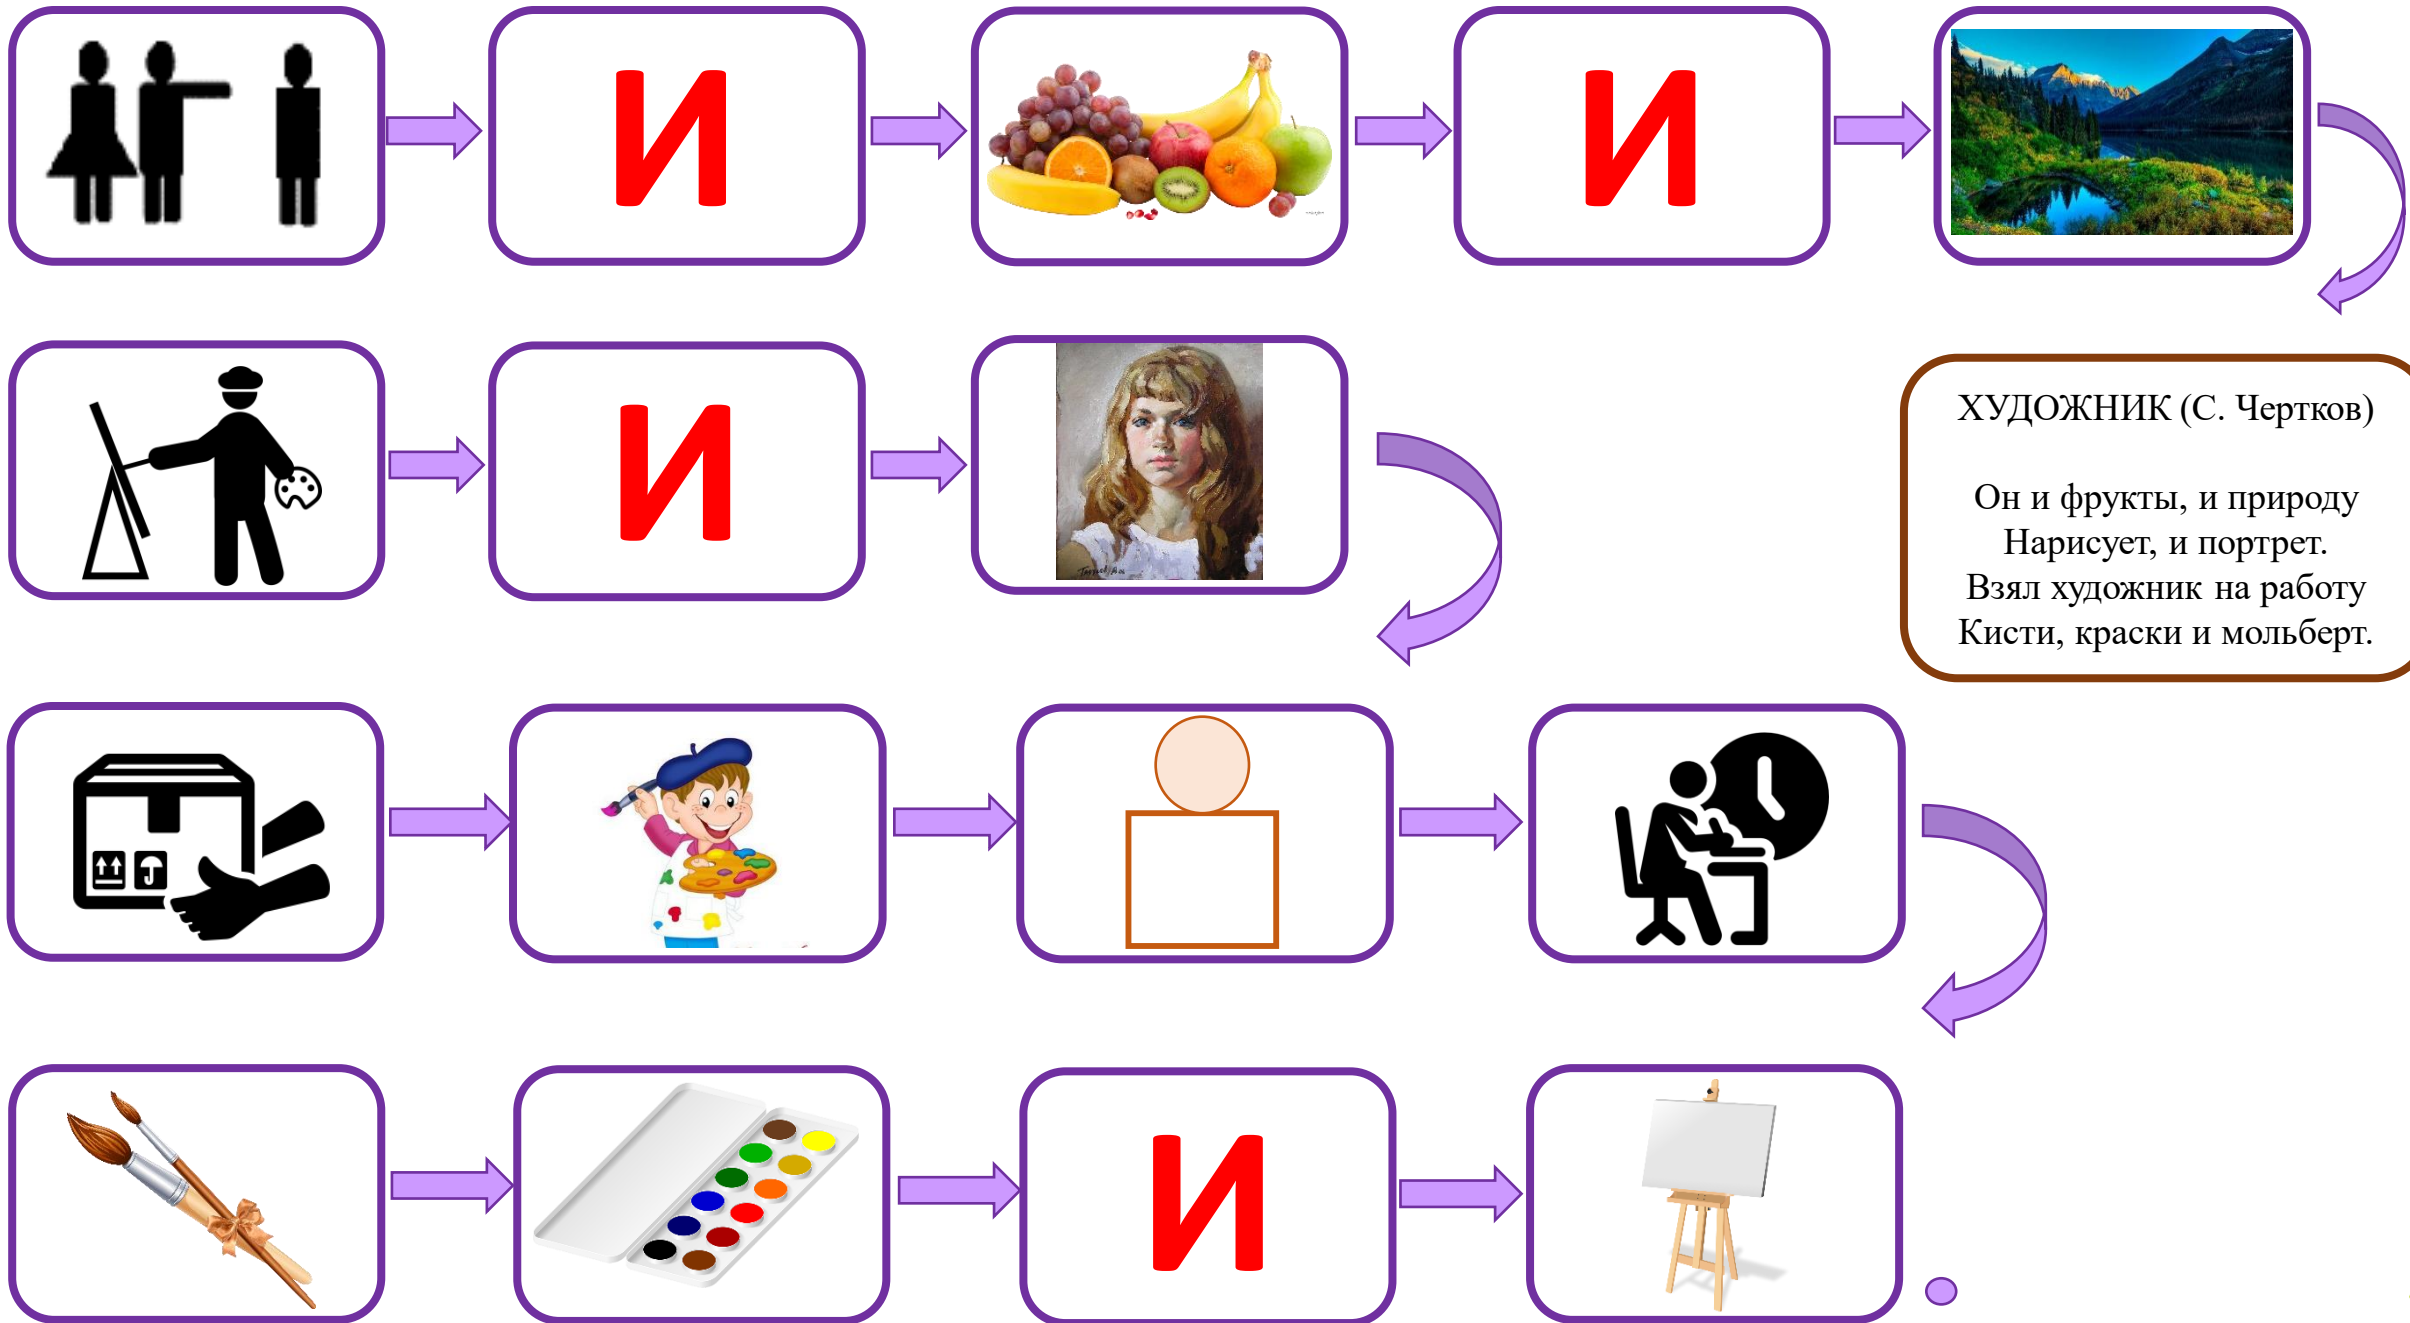 И
И
И
ХУДОЖНИК (С. Чертков)
Он и фрукты, и природу
Нарисует, и портрет.
Взял художник на работу
Кисти, краски и мольберт.
И